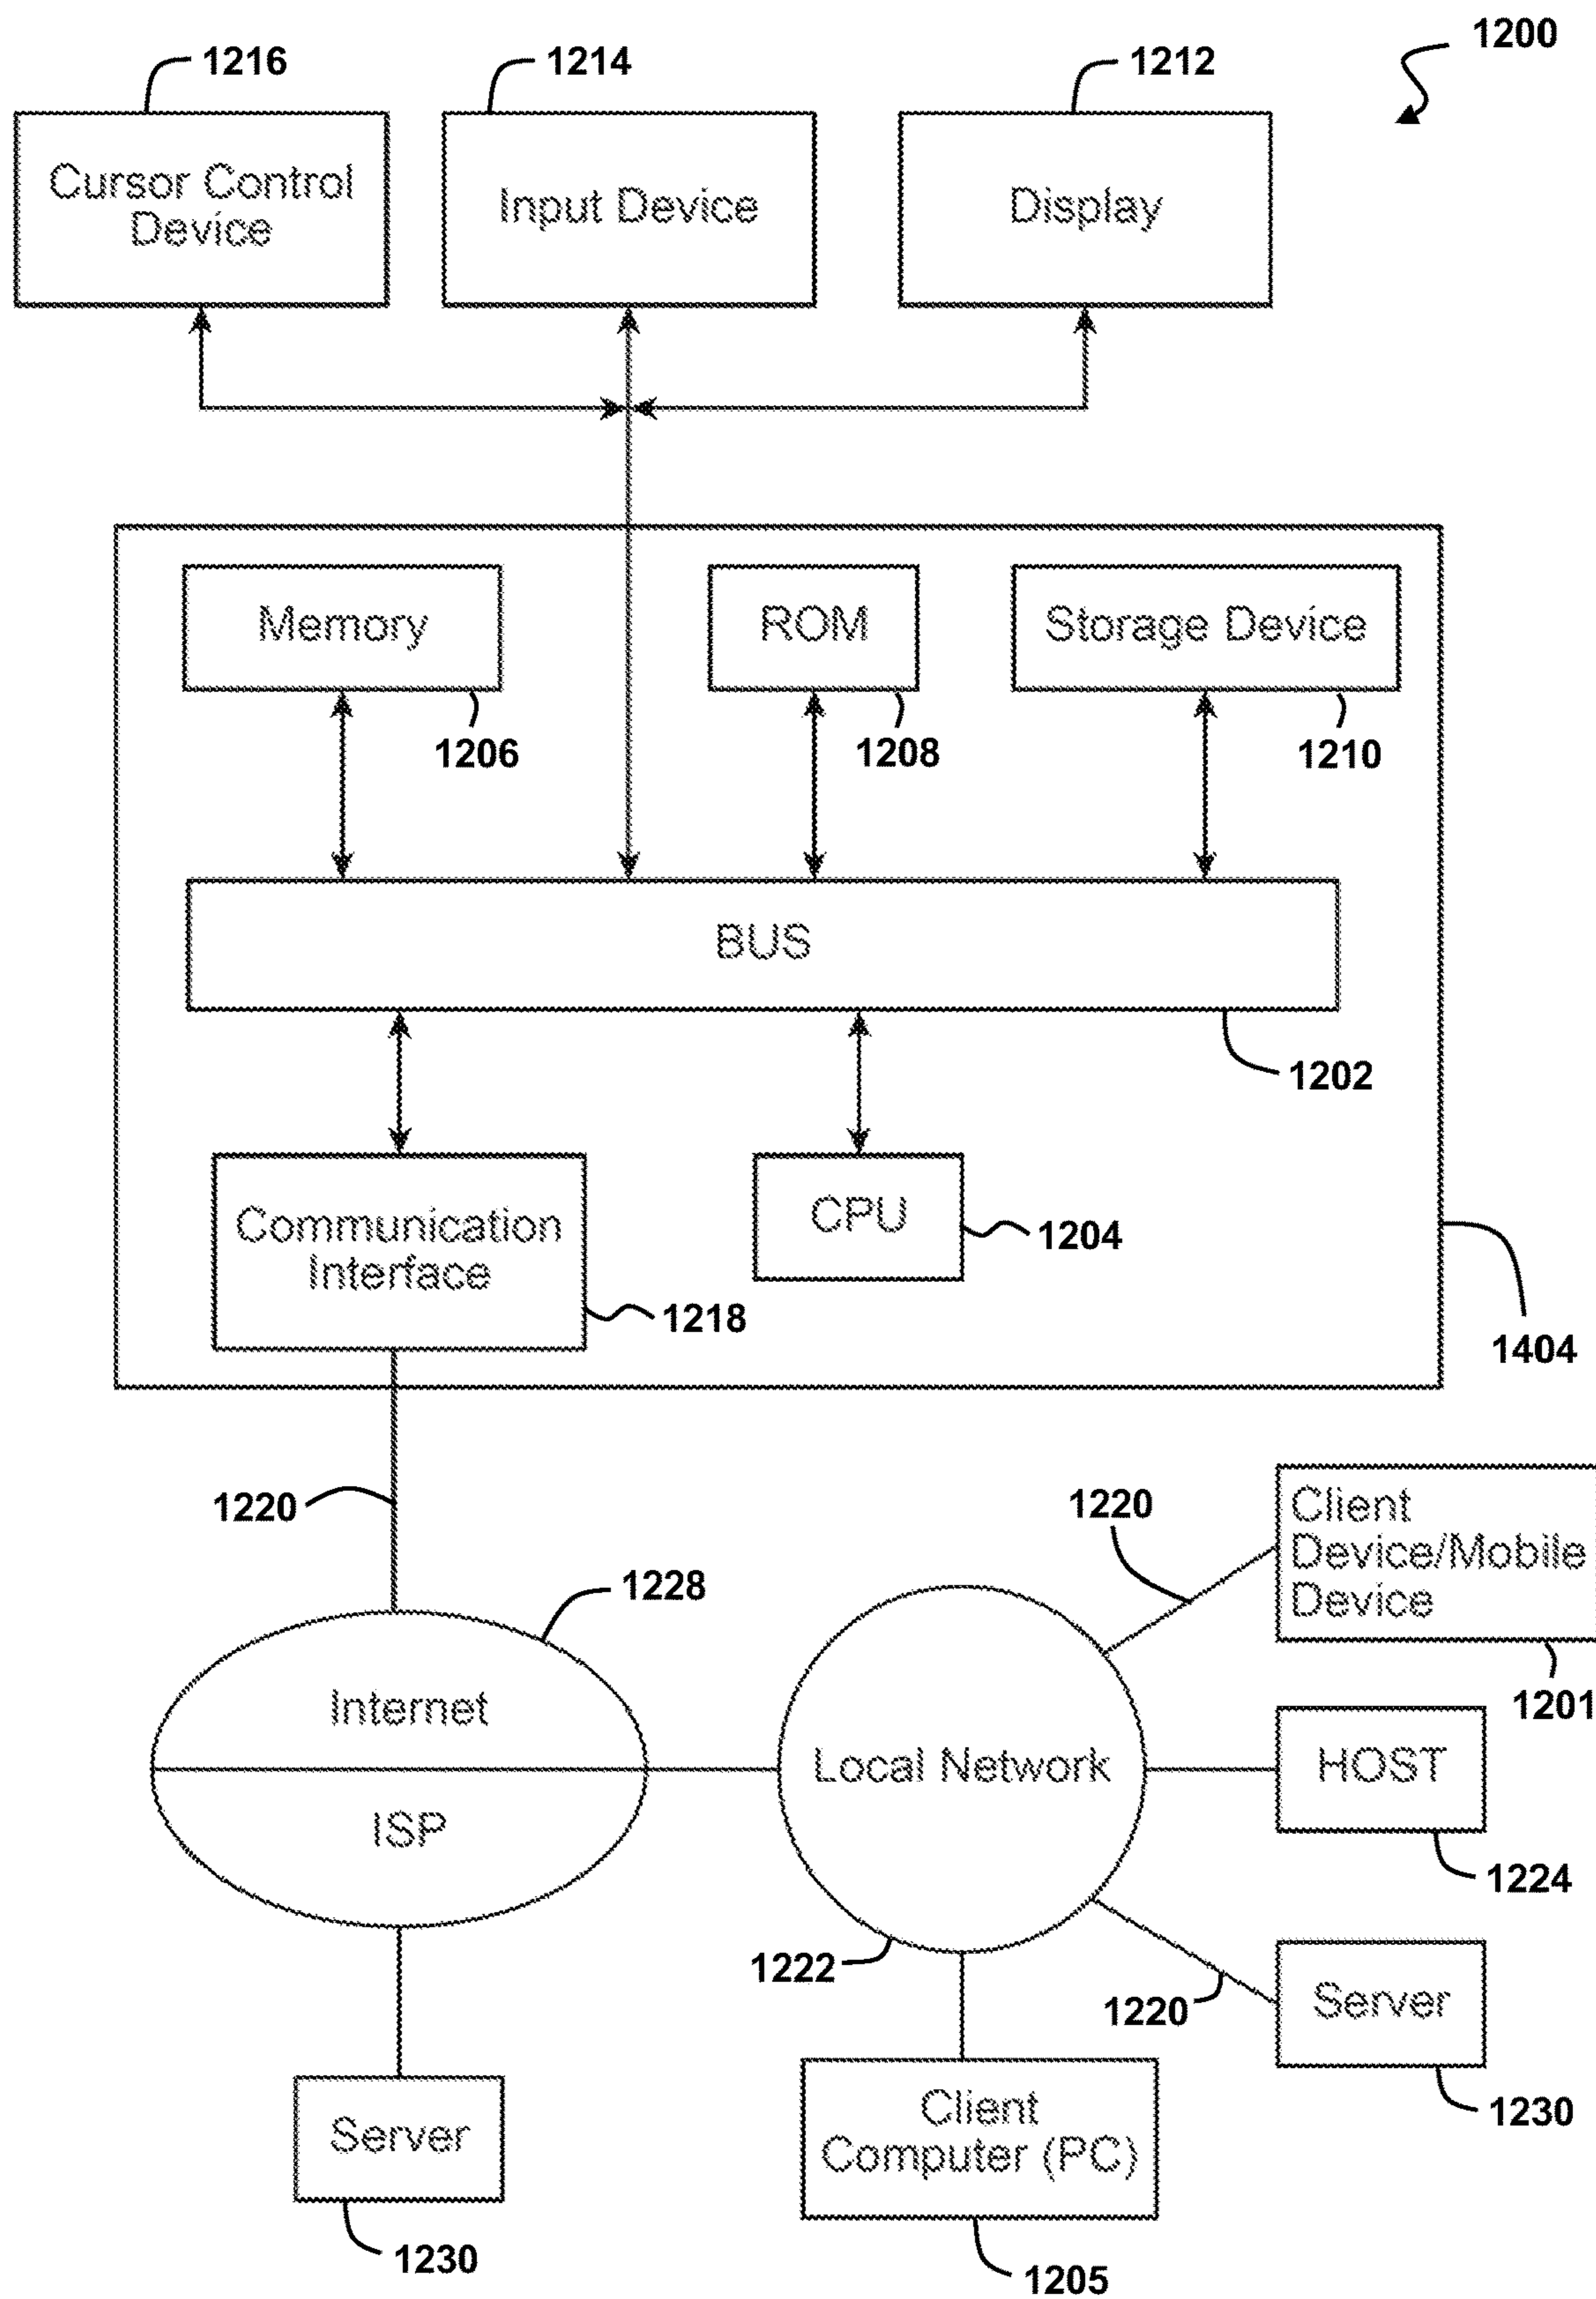 1200
1216
1214
1212
Cursor Control
Device
Input Device
Display
Memory
ROM
Storage Device
1206
1208
1210
BUS
1202
Communication
Interface
CPU
1204
1218
1404
1220
1220
Client
Device/Mobile
Device
1228
1201
Internet
ISP
Local Network
HOST
1224
1222
1220
Server
1230
Server
1230
Client
Computer (PC)
1205